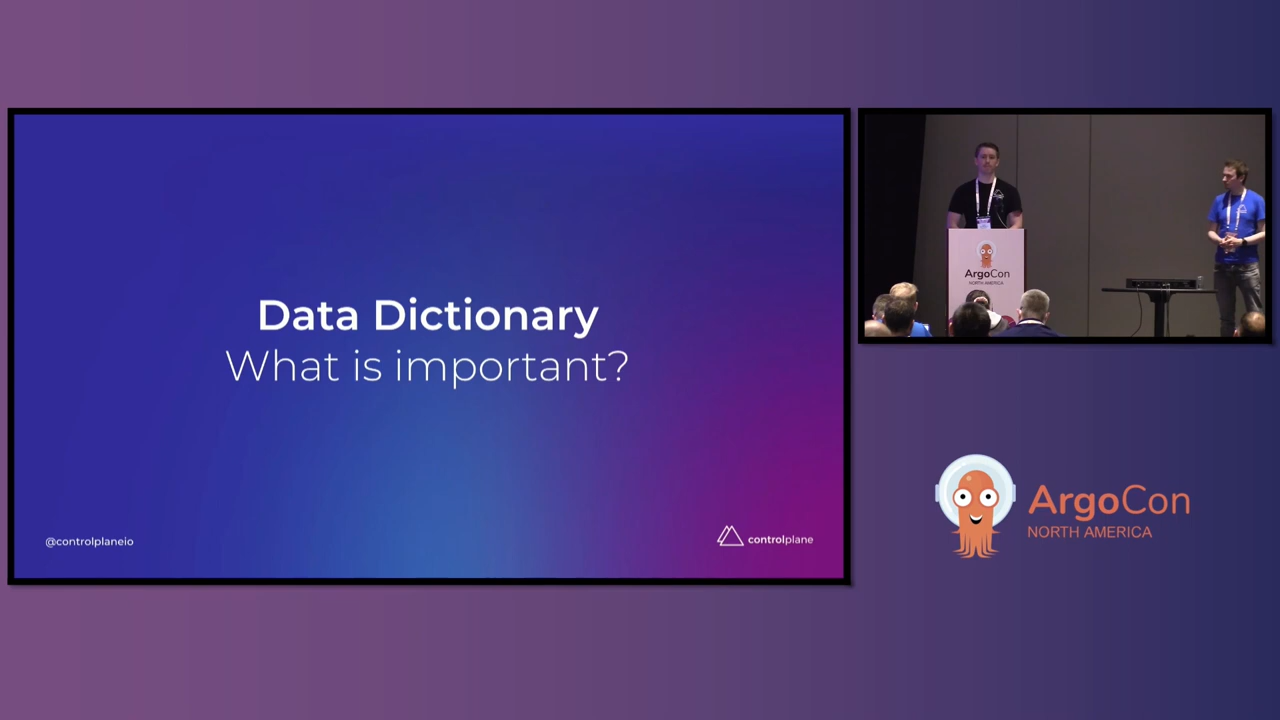 Data Dictionary
What is important?
@controlplaneio
controlplane
ArgoCon
NORTH AMERICA
ArgoCon
NORTH AMERICA